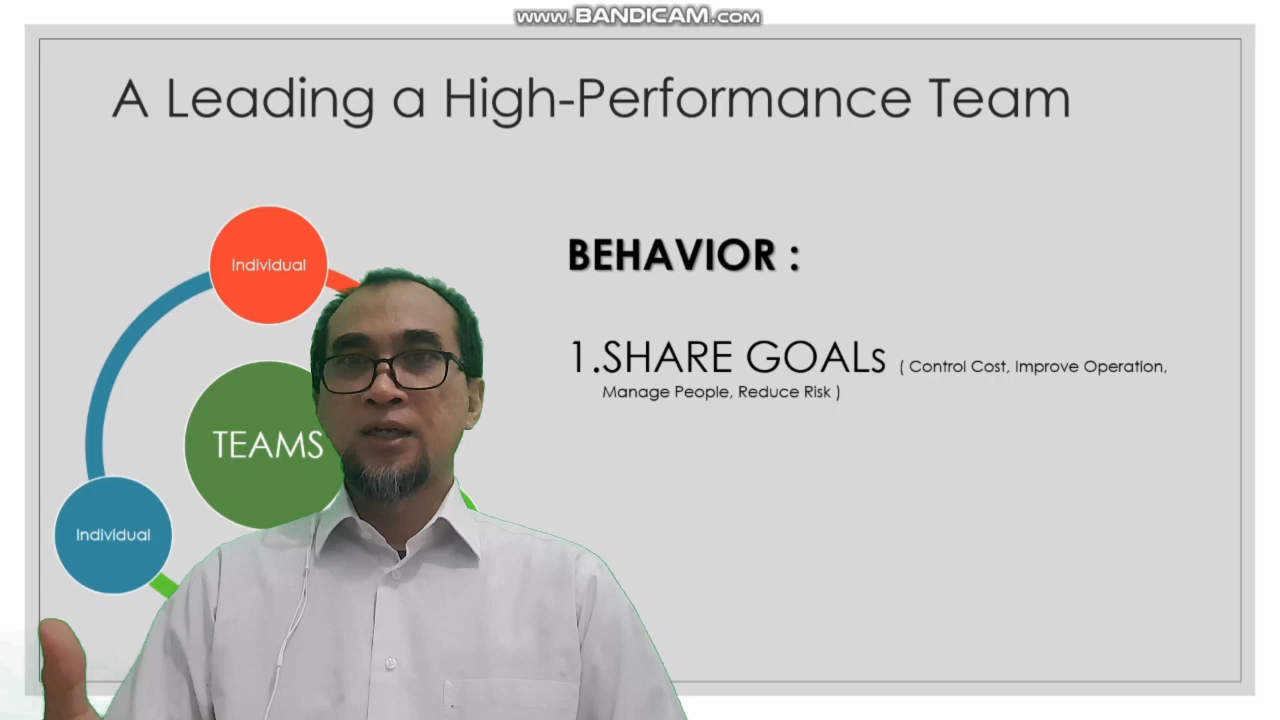 www.BANDICAM.com
A Leading a High-Performance Team
Individual
BEHAVIOR :
1.SHARE GOALs ( Control Cost, Improve Operation,
Manage People, Reduce Risk )
TEAMS
Individual